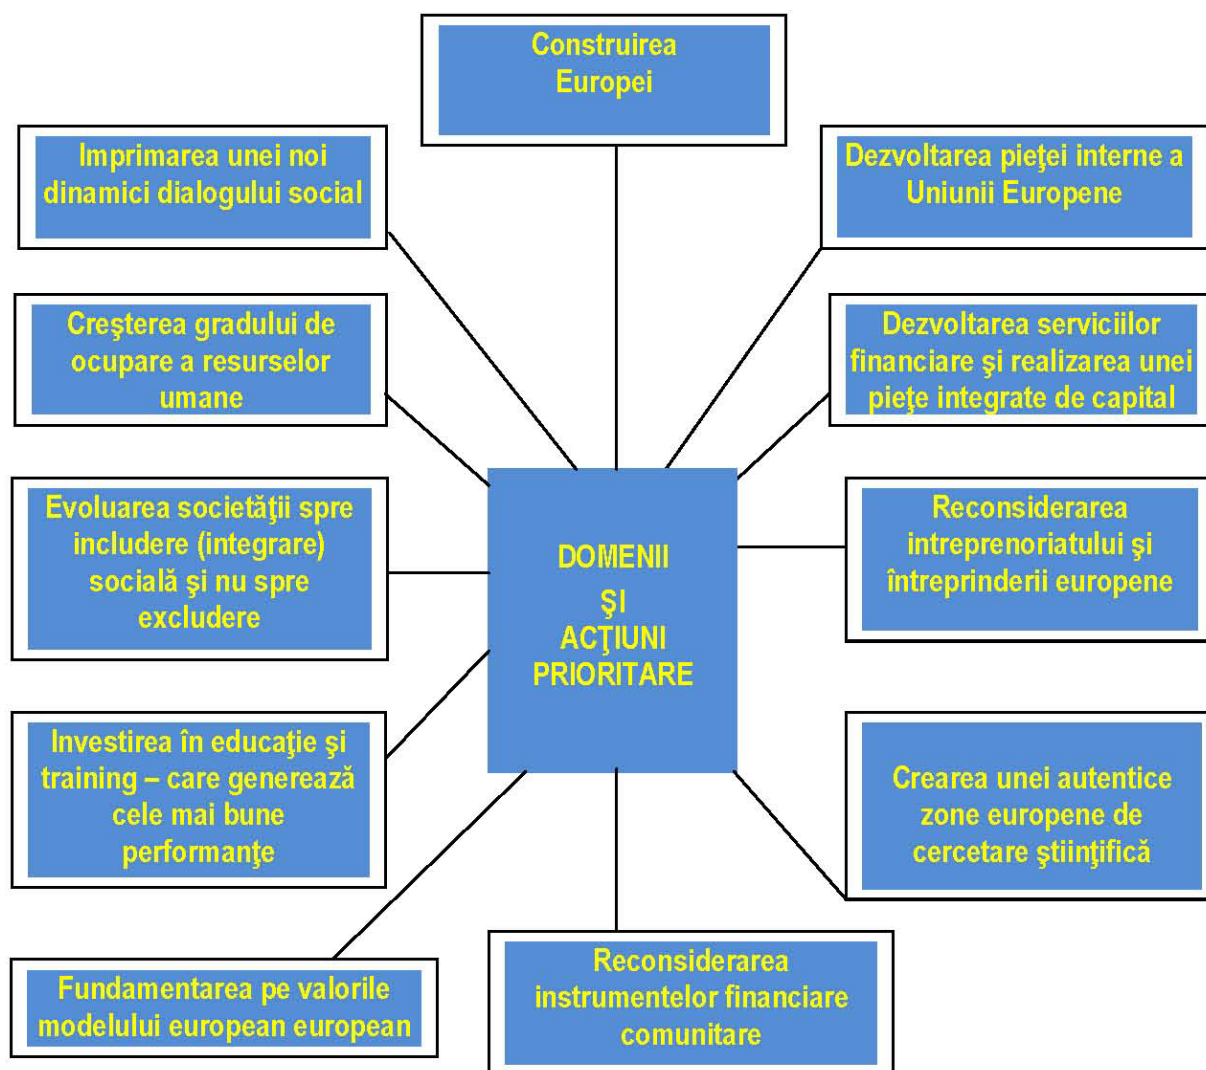 Construirea
Europei
Imprimarea unei noi
dinamici dialogului social
Dezvoltarea pieţei interne a
Uniunii Europene
Creşterea gradului de
ocupare a resurselor
umane
Dezvoltarea serviciilor
financiare şi realizarea unei
pieţe integrate de capital
Evoluarea societăţii spre
includere (integrare)
socială şi nu spre
excludere
DOMENII
ŞI
ACŢIUNI
PRIORITARE
Reconsiderarea
intreprenoriatului şi
întreprinderii europene
Investirea în educaţie şi
training – care generează
cele mai bune
performanţe
Crearea unei autentice
zone europene de
cercetare ştiinţifică
Fundamentarea pe valorile
modelului european european
Reconsiderarea
instrumentelor financiare
comunitare